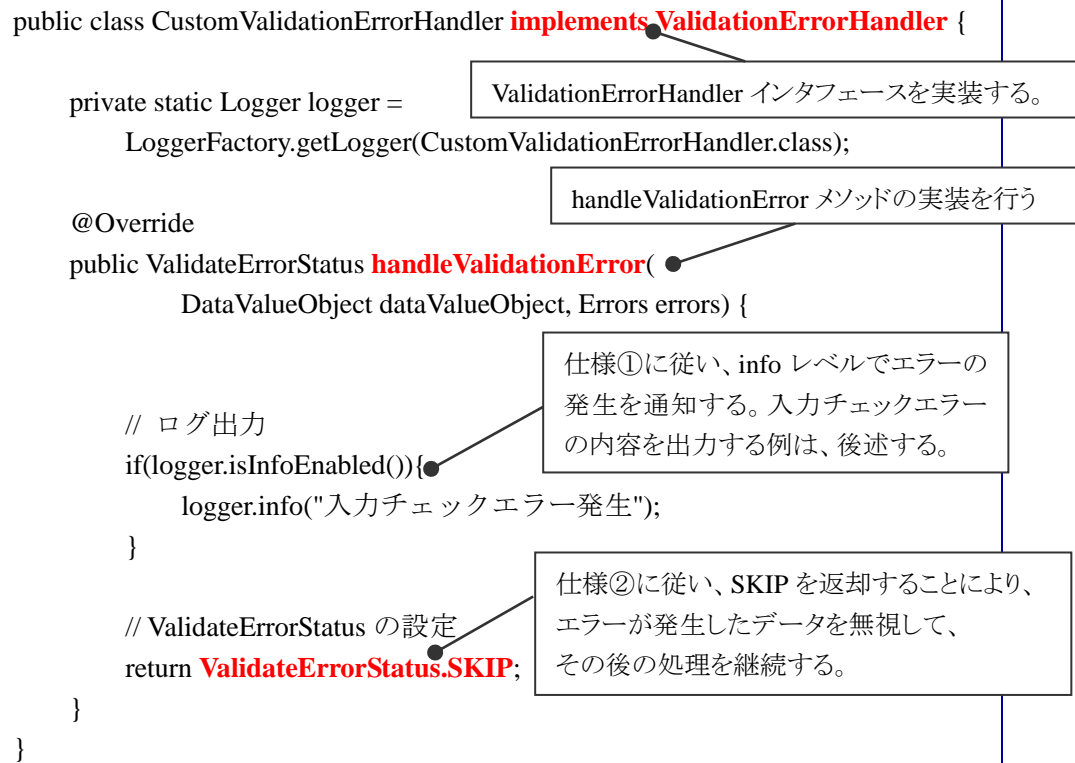 public class CustomValidationErrorHandler implements ValidationErrorHandler {
ValidationErrorHandler インタフェースを実装する。
private static Logger logger =
LoggerFactory.getLogger(CustomValidationErrorHandler.class);
handleValidationError メソッドの実装を行う
@Override
public ValidateErrorStatus handleValidationError(
DataValueObject dataValueObject, Errors errors) {
仕様①に従い、info レベルでエラーの
発生を通知する。入力チェックエラー
の内容を出力する例は、後述する。
// ログ出力
if(logger.isInfoEnabled()){
logger.info("入力チェックエラー発生");
}
仕様②に従い、SKIP を返却することにより、
エラーが発生したデータを無視して、
その後の処理を継続する。
// ValidateErrorStatus の設定
return ValidateErrorStatus.SKIP;
}
}